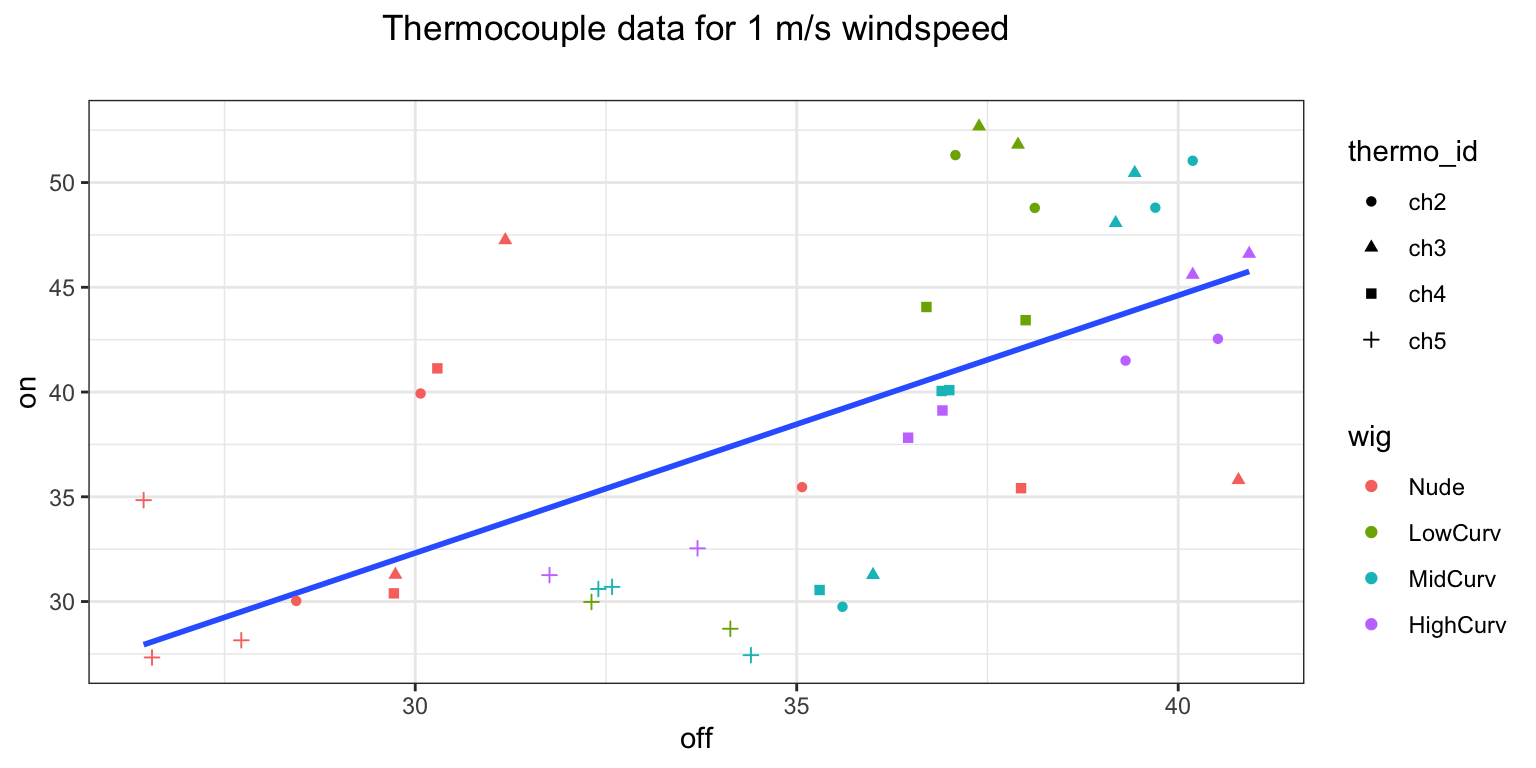 Thermocouple data for 1 m/s windspeed
50
45
40
35
30
on
30
35
40
off
thermo_id
ch2
ch3
ch4
ch5
wig
Nude
LowCurv
MidCurv
HighCurv